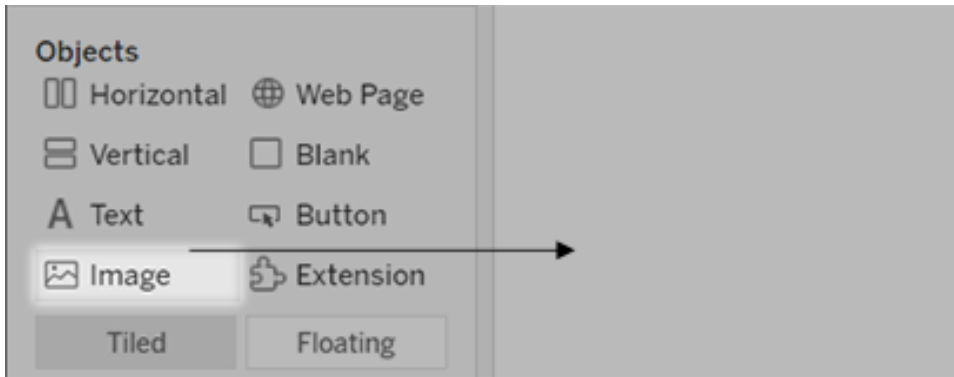 Objects
Horizontal Web Page
Vertical Blank
A Text Button
Image Extension
Tiled Floating